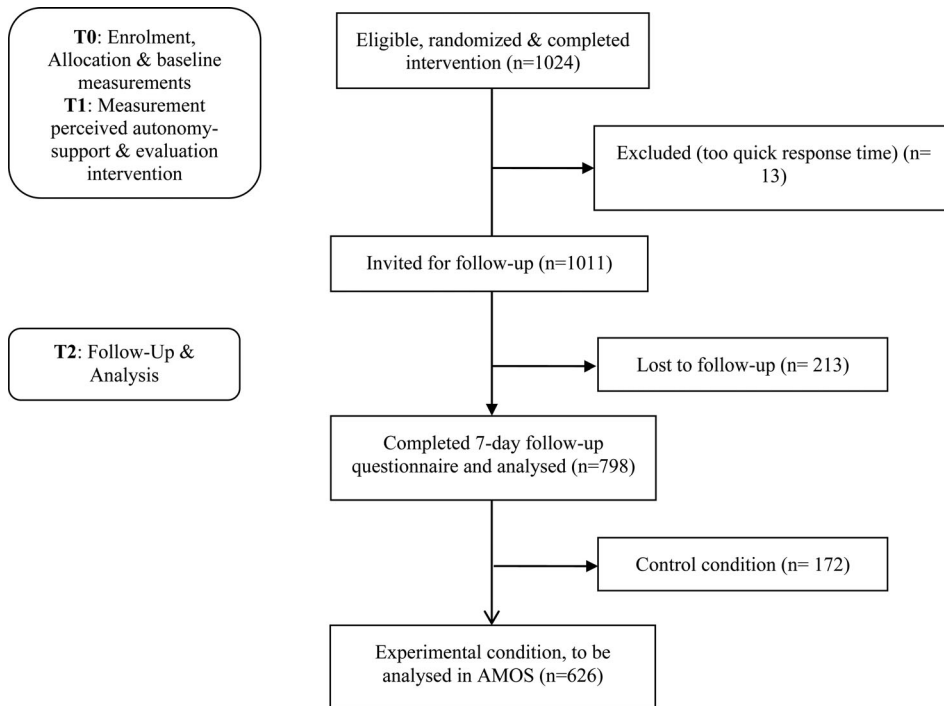 T0: Enrolment,
Allocation & baseline
measurements
T1: Measurement
perceived autonomy-
support & evaluation
intervention
Eligible, randomized & completed
intervention (n=1024)
Excluded (too quick response time) (n=
13)
Invited for follow-up (n=1011)
T2: Follow-Up &
Analysis
Lost to follow-up (n= 213)
Completed 7-day follow-up
questionnaire and analysed (n=798)
Control condition (n= 172)
Experimental condition, to be
analysed in AMOS (n=626)